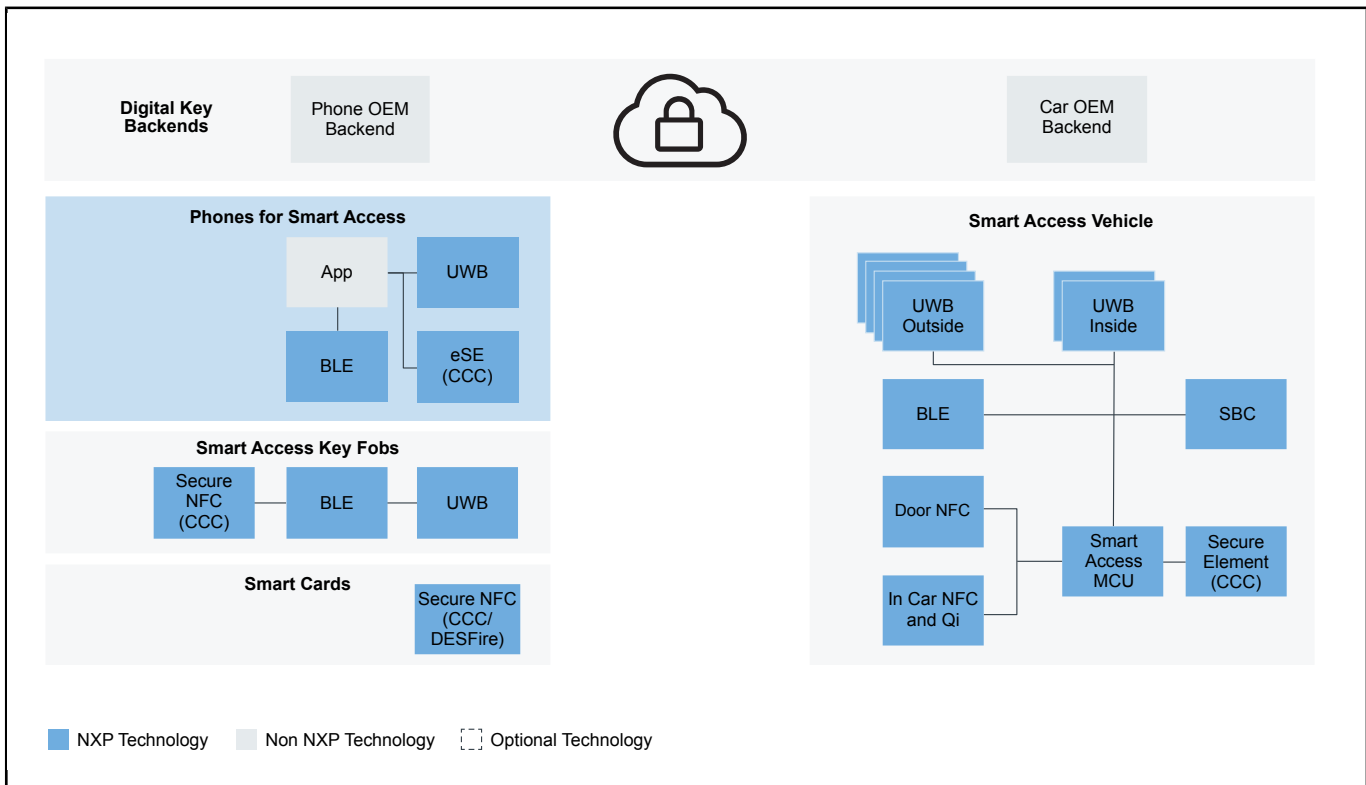 Digital Key
Backends
Phone OEM
Backend
Car OEM
Backend
Phones for Smart Access
App
UWB
BLE
eSE
(CCC)
Smart Access Key Fobs
Secure
NFC
(CCC)
BLE
UWB
Smart Cards
Secure NFC
(CCC/
DESFire)
Smart Access Vehicle
UWB
Outside
UWB
Inside
BLE
SBC
Door NFC
Smart
Access
MCU
Secure
Element
(CCC)
In Car NFC
and Qi
NXP Technology
Non NXP Technology
Optional Technology